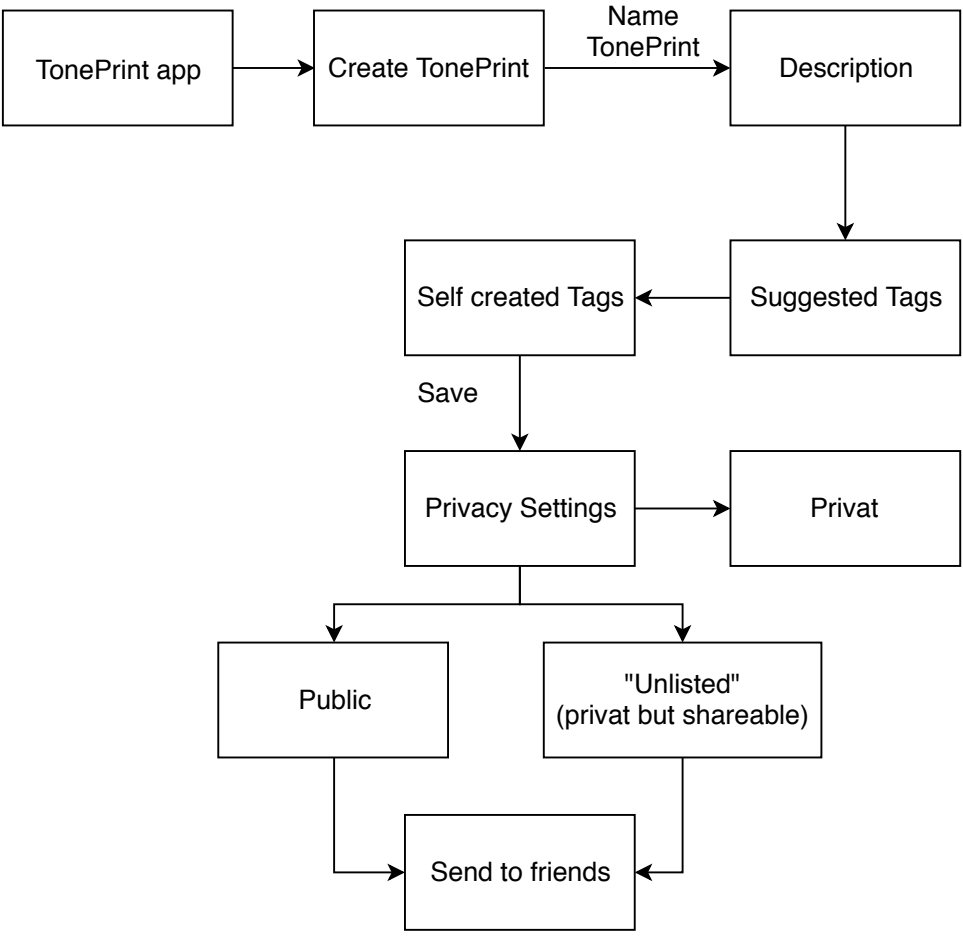 TonePrint app
Create TonePrint
Name
TonePrint
Description
Self created Tags
Suggested Tags
Save
Privacy Settings
Privat
Public
"Unlisted"
(privat but shareable)
Send to friends